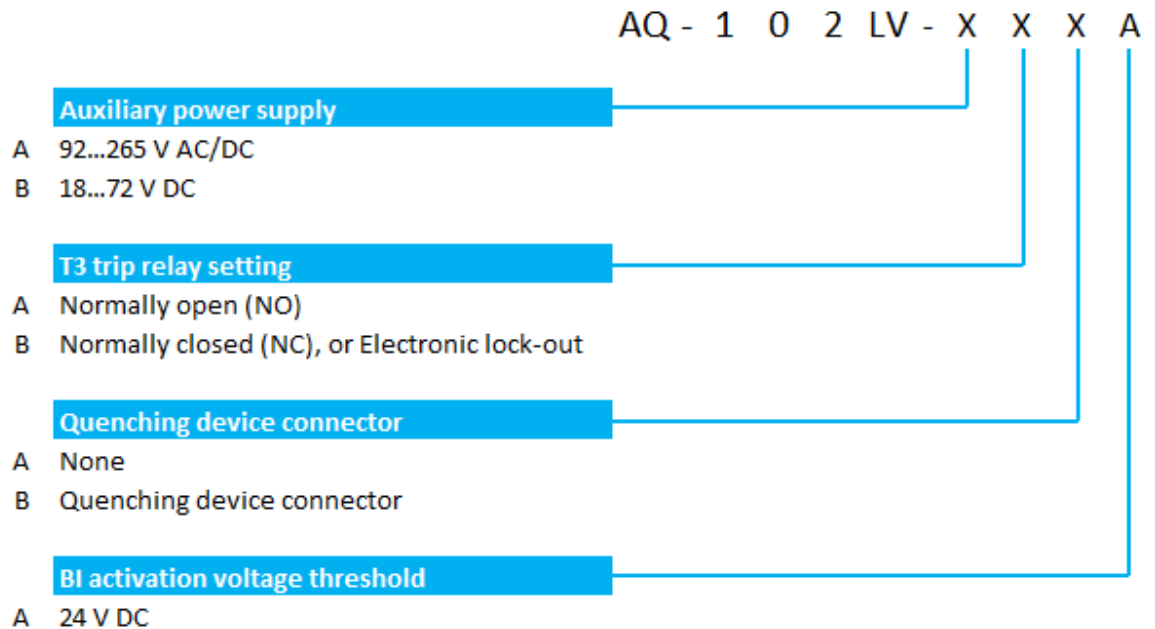 AQ - 1 0 2 LV - X X X A
Auxiliary power supply
A 92...265 V AC/DC
B 18...72 V DC
T3 trip relay setting
A Normally open (NO)
B Normally closed (NC), or Electronic lock-out
Quenching device connector
A None
B Quenching device connector
BI activation voltage threshold
A 24 V DC